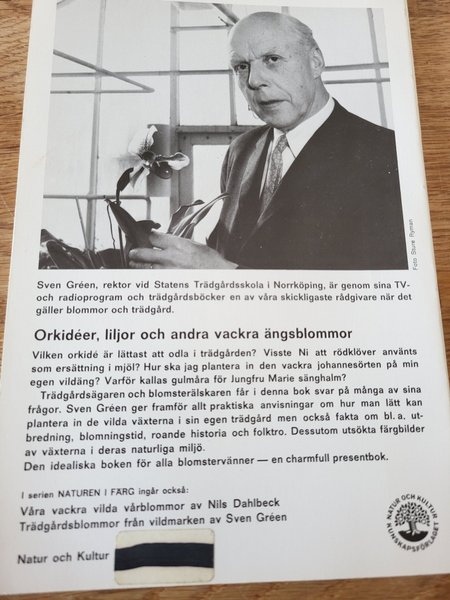 Foto Sture Ryman
Sven Gréen, rektor vid Statens Trädgårdsskola i Norrköping, är genom sina TV-
och radioprogram och trädgårdsböcker en av våra skickligaste rådgivare när det
gäller blommor och trädgård.
Orkidéer, liljor och andra vackra ängsblommor
Vilken orkidé är lättast att odla i trädgården? Visste Ni att rödklöver använts
som ersättning i mjöl? Hur ska jag plantera in den vackra johannesörten på min
egen vildäng? Varför kallas gulmåra för Jungfru Marie sänghalm?
Trädgårdsägaren och blomsterälskaren får i denna bok svar på många av sina
frågor. Sven Gréen ger framför allt praktiska anvisningar om hur man lätt kan
plantera in de vilda växterna i sin egen trädgård men också fakta om bl. a. ut-
bredning, blomningstid, roande historia och folktro. Dessutom utsökta färgbilder
av växterna i deras naturliga miljö.
Den idealiska boken för alla blomstervänner — en charmfull presentbok.
I serien NATUREN I FÄRG ingår också:
Våra vackra vilda vårblommor av Nils Dahlbeck
Trädgårdsblommor från vildmarken av Sven Gréen
Natur och Kultur
NATUR OCH KULTUR
KUNSKAPSFÖRLAGET